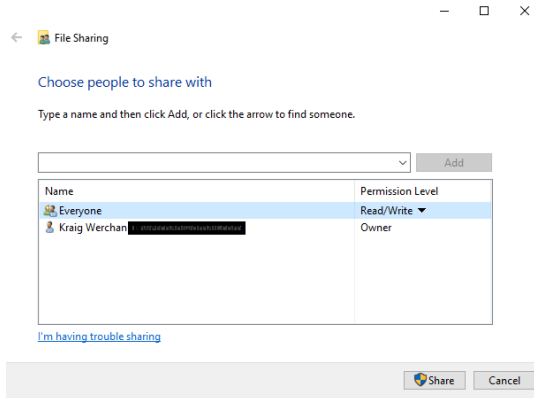 File Sharing
Choose people to share with
Type a name and then click Add, or click the arrow to find someone.
Add
Name Permission Level
Everyone Read/Write
Kraig Werchan Owner
I'm having trouble sharing
Share Cancel